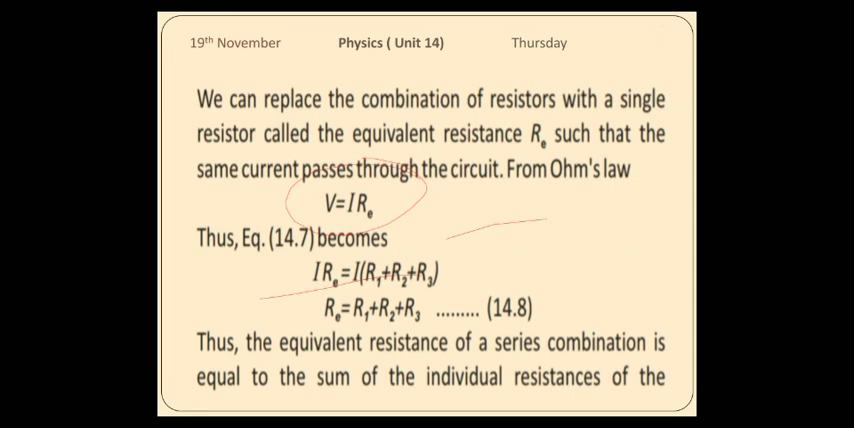 19th November Physics ( Unit 14) Thursday
We can replace the combination of resistors with a single
resistor called the equivalent resistance Re such that the
same current passes through the circuit. From Ohm's law
V=IRe
Thus, Eq. (14.7) becomes
IRe=I(R1+R2+R3)
Re=R1+R2+R3 ......... (14.8)
Thus, the equivalent resistance of a series combination is
equal to the sum of the individual resistances of the